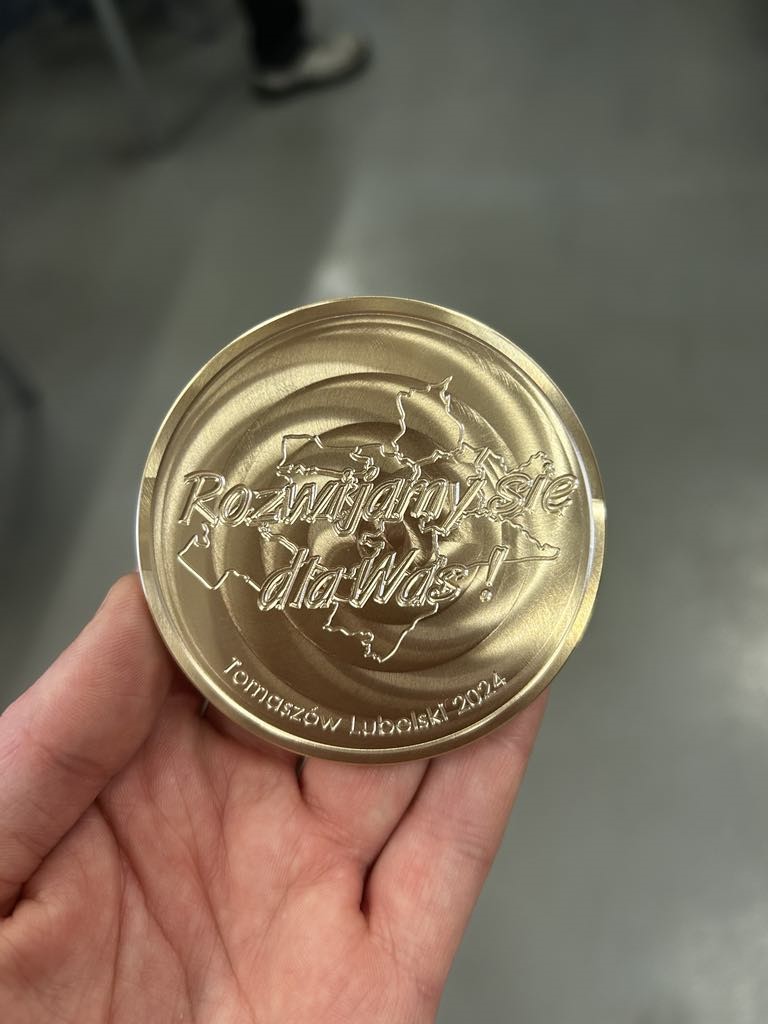 Rozwijamy się
dla Was !
Tomaszów Lubelski 2024